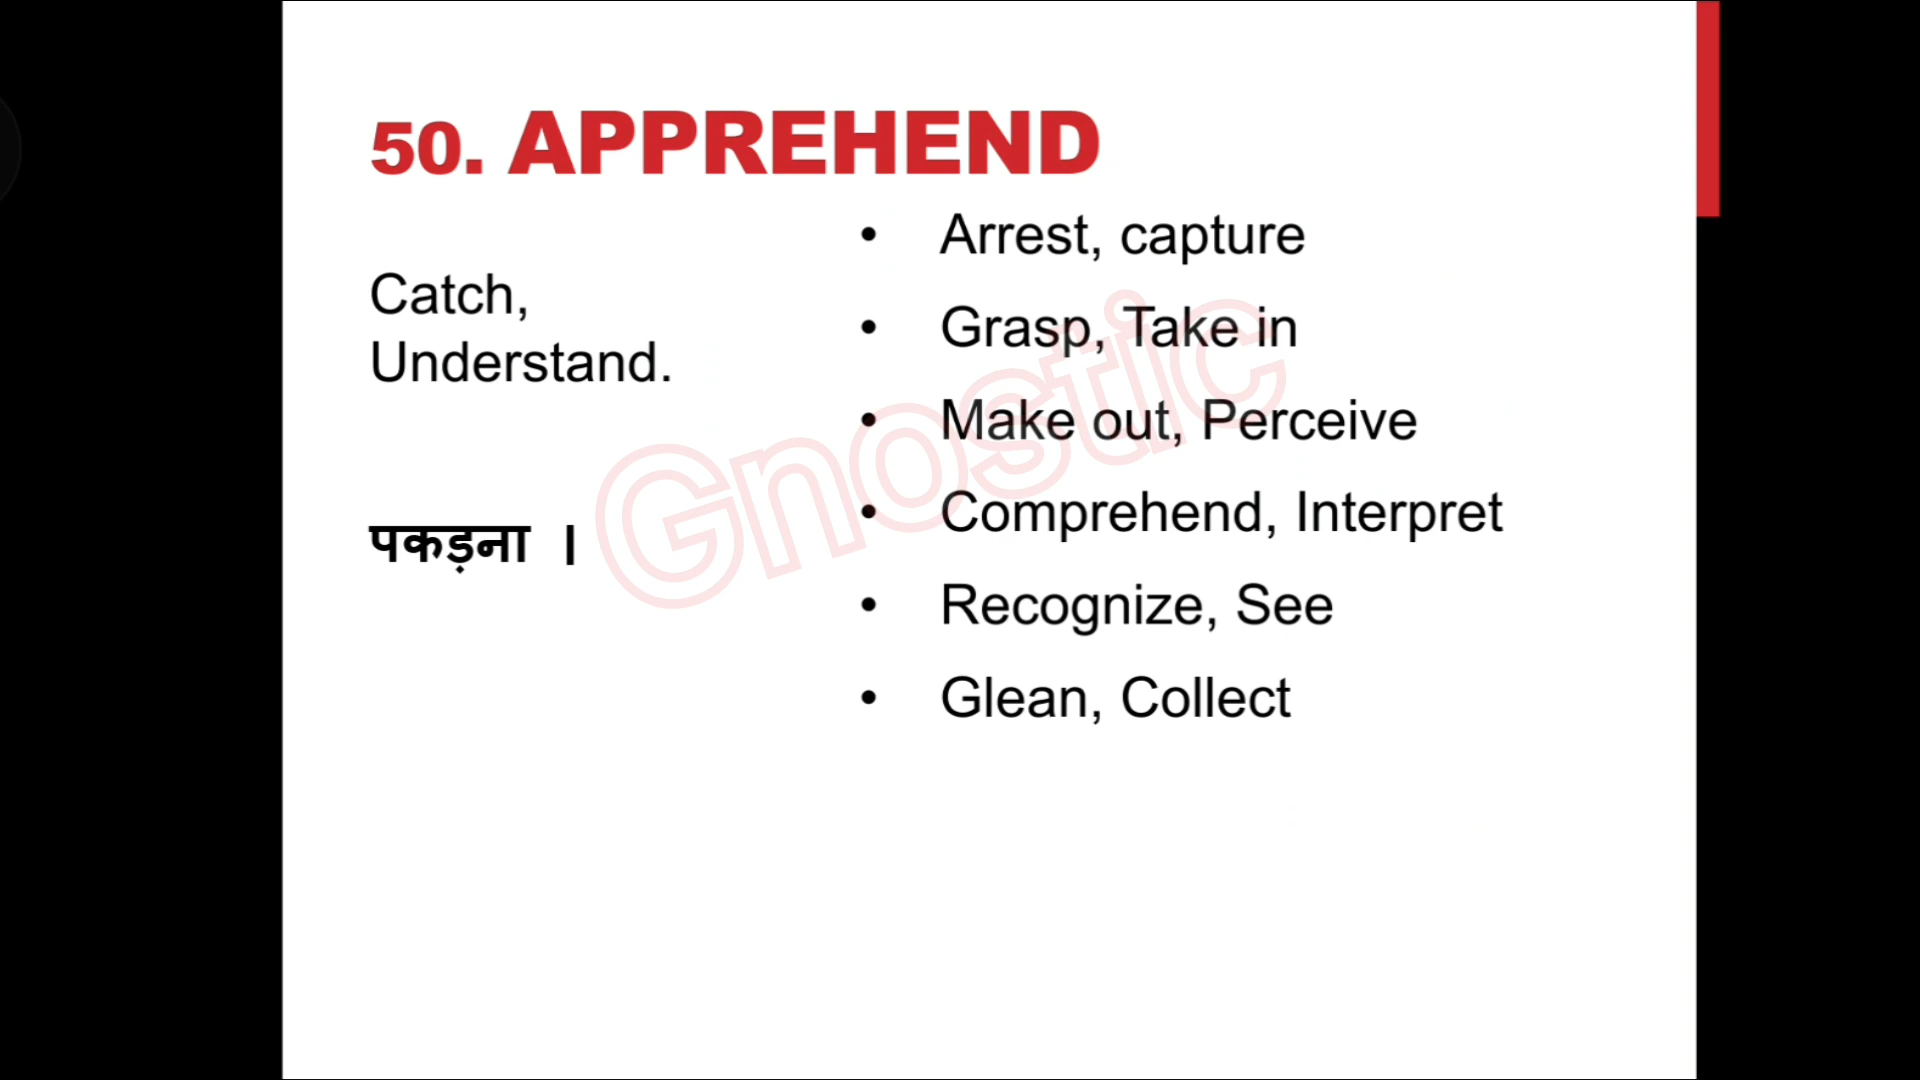 50. APPREHEND
Catch,
Understand.
पकड़ना ।
• Arrest, capture
• Grasp, Take in
• Make out, Perceive
• Comprehend, Interpret
• Recognize, See
• Glean, Collect
Gnostic